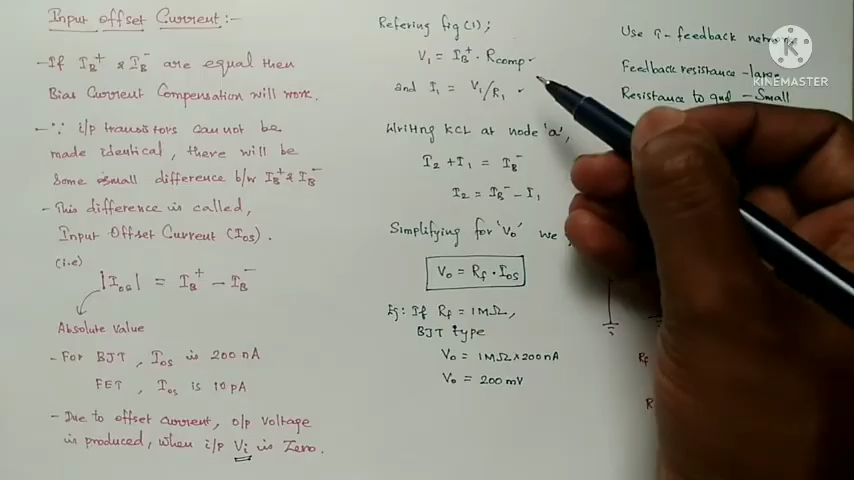 Input Offset Current:-
-If IB+ & IB- are equal then
Bias Current Compensation will work.
-∵ i/p transistors cannot be
made identical, there will be
Some small difference b/w IB+ & IB-
- This difference is called,
Input Offset Current (Ios).
(i.e)
|Ios| = IB+ - IB-
Absolute Value
- For BJT, Ios is 200 nA
FET, Ios is 10 pA
- Due to offset current, o/p voltage
is produced, when i/p Vi is Zero.
Refering fig (1);
V1 = IB+ . Rcomp
and I1 = V1/R1
Writing KCL at node 'a',
I2 + I1 = IB-
I2 = IB- - I1
Simplifying for 'Vo' we
Vo = Rf . Ios
Eg: If Rf = 1MΩ,
BJT type
Vo = 1MΩ x 200nA
Vo = 200 mV
Use T-feedback
Feedback resistance - large
Resistance to gnd - Small
Rf
R
K
KINEMASTER